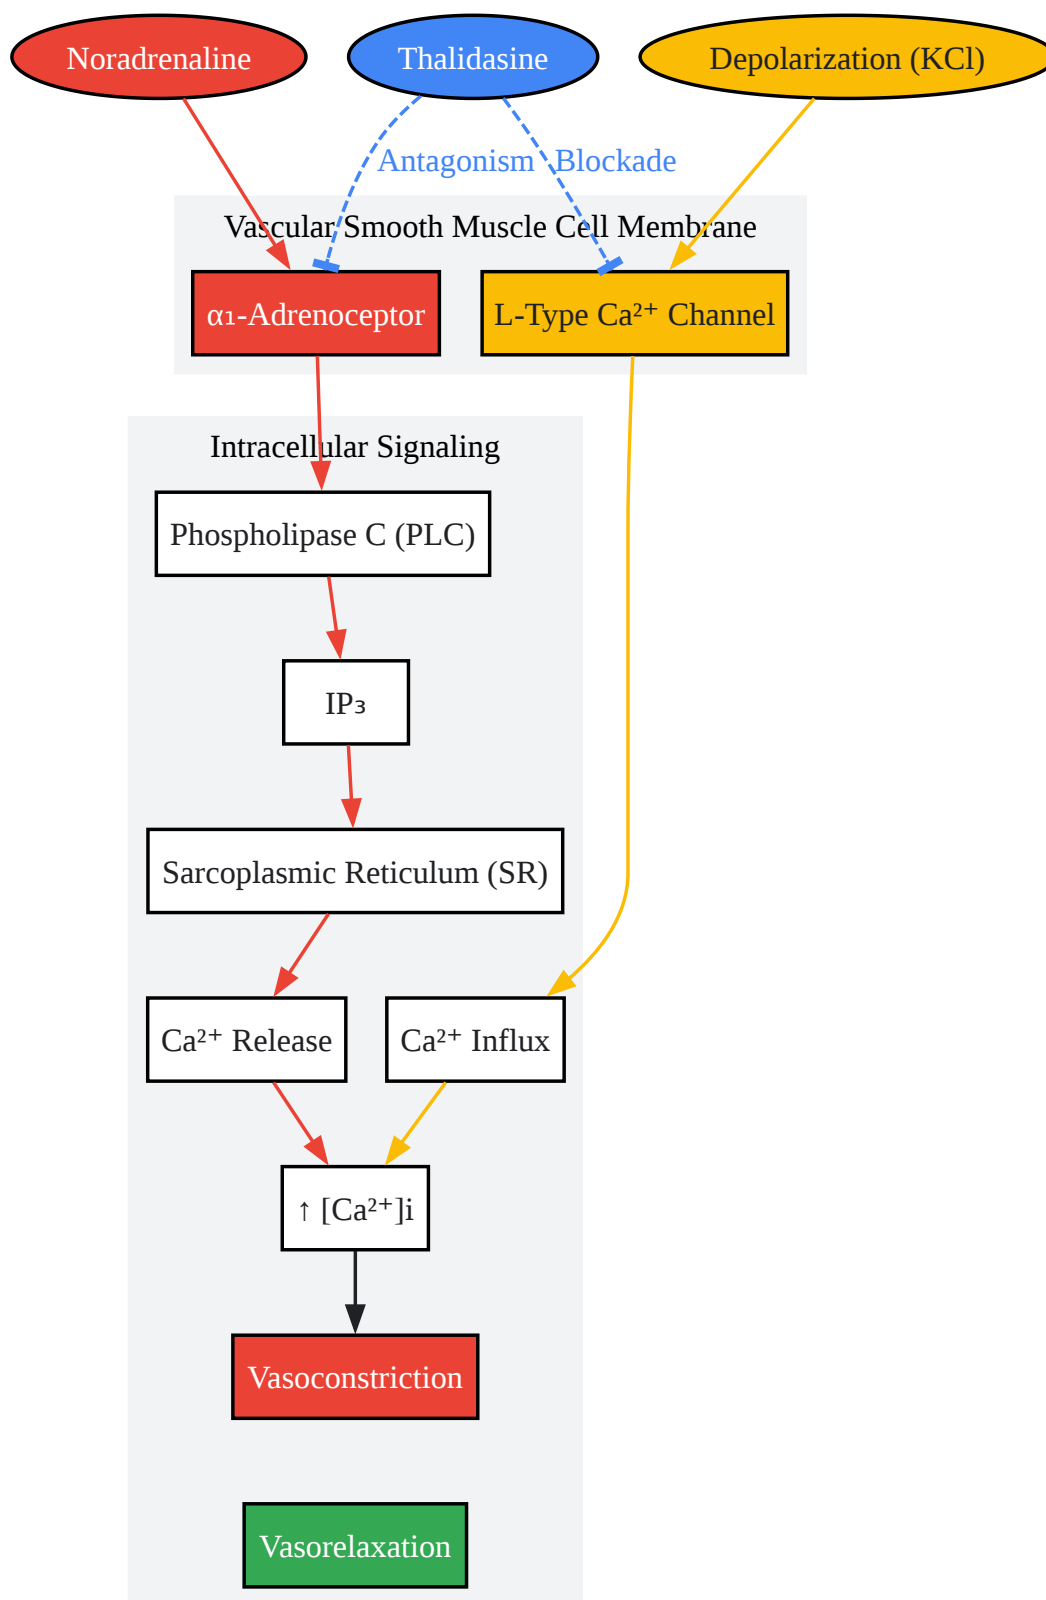 Noradrenaline
Thalidasine
Depolarization (KCl)
Antagonism
Blockade
Vascular Smooth Muscle Cell Membrane
α₁-Adrenoceptor
L-Type Ca²⁺ Channel
Intracellular Signaling
Phospholipase C (PLC)
IP₃
Sarcoplasmic Reticulum (SR)
Ca²⁺ Release
Ca²⁺ Influx
↑ [Ca²⁺]i
Vasoconstriction
Vasorelaxation